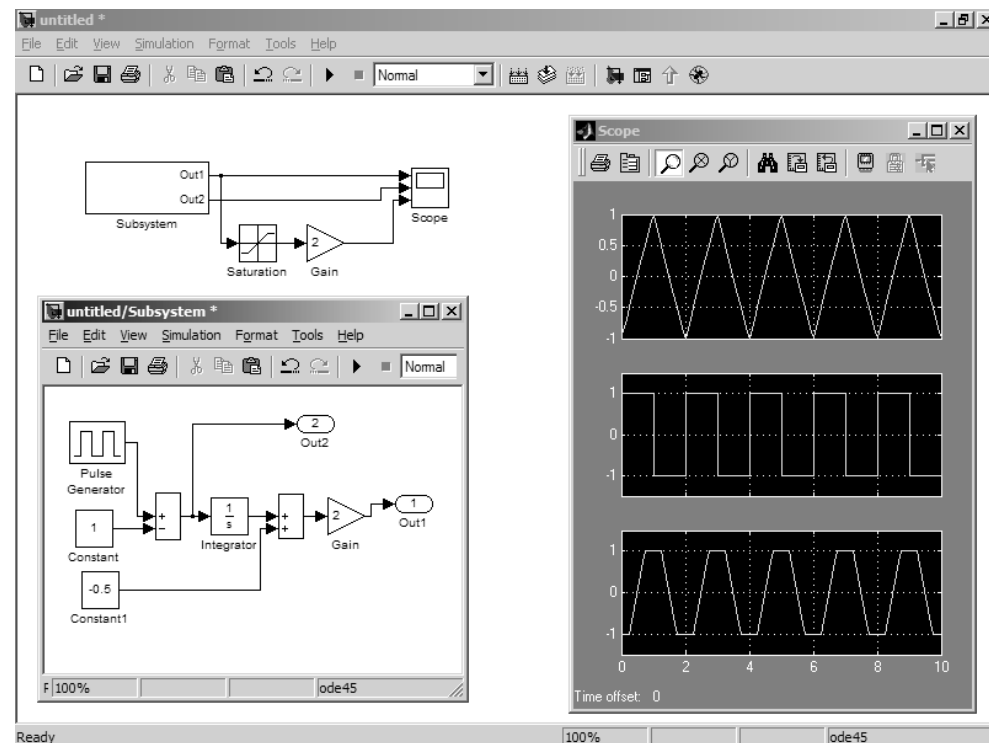 untitled *
File Edit View Simulation Format Tools Help
Normal
Out1
Out2
Subsystem
Scope
2
Saturation
Gain
untitled/Subsystem *
File Edit View Simulation Format Tools Help
Normal
2
Out2
Pulse
Generator
1
Constant
+
−
1
s
Integrator
+
+
2
Gain
1
Out1
-0.5
Constant1
F 100%
ode45
Scope
1
0.5
0
-0.5
-1
1
0
-1
1
0
-1
0 2 4 6 8 10
Time offset: 0
Ready
100%
ode45